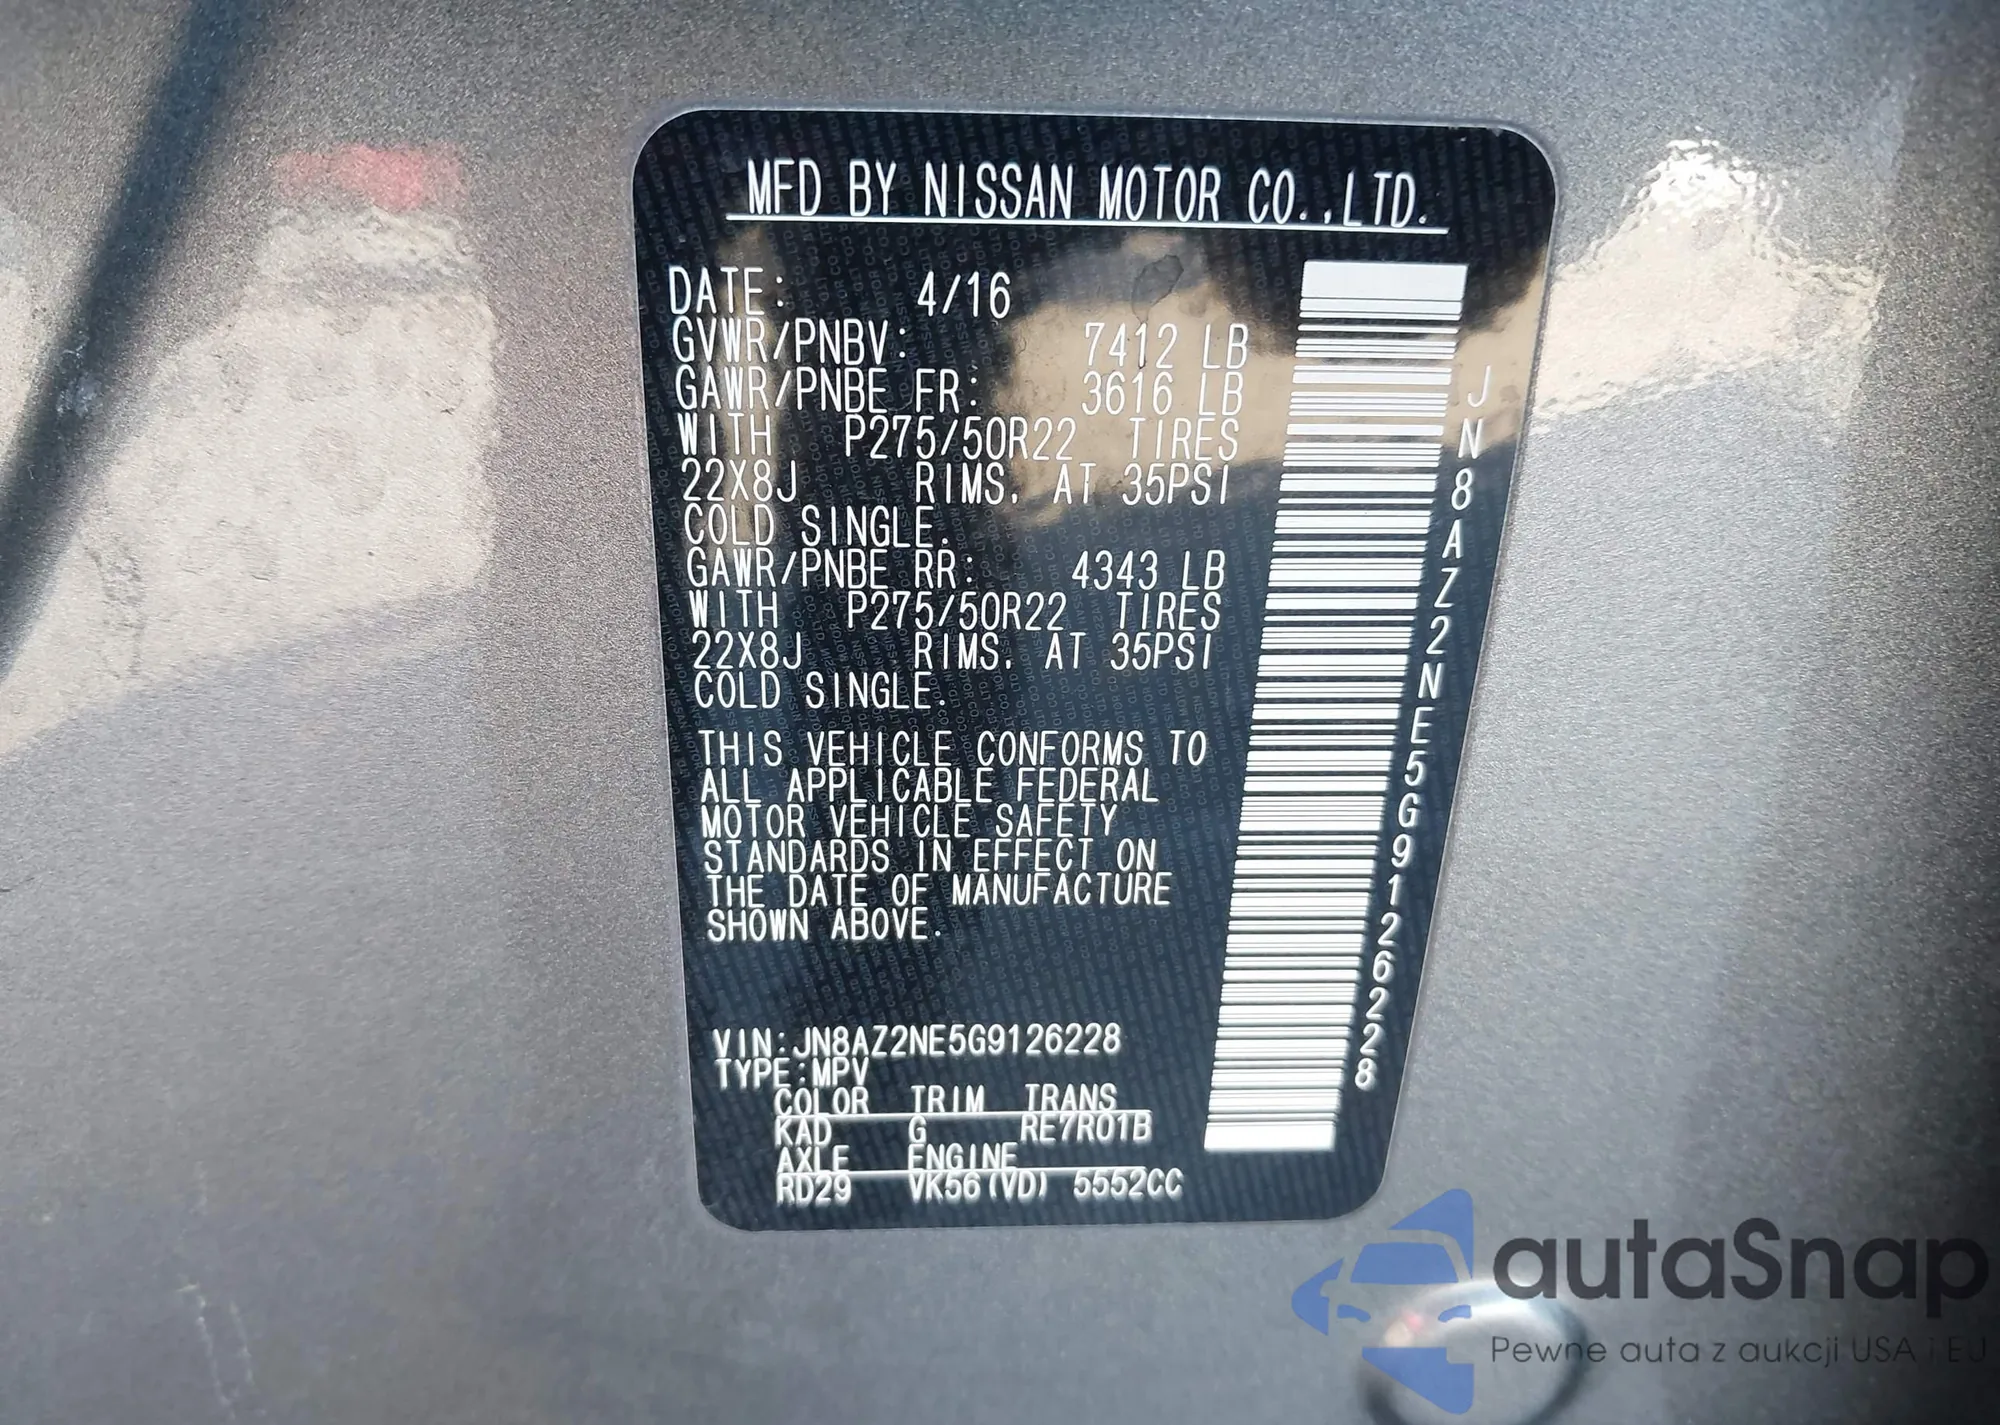 MFD BY NISSAN MOTOR CO.,LTD.
DATE: 4/16
GVWR/PNBV: 7412 LB
GAWR/PNBE FR: 3616 LB
WITH P275/50R22 TIRES
22X8J RIMS. AT 35PSI
COLD SINGLE.
GAWR/PNBE RR: 4343 LB
WITH P275/50R22 TIRES
22X8J RIMS. AT 35PSI
COLD SINGLE.
THIS VEHICLE CONFORMS TO
ALL APPLICABLE FEDERAL
MOTOR VEHICLE SAFETY
STANDARDS IN EFFECT ON
THE DATE OF MANUFACTURE
SHOWN ABOVE.
VIN:JN8AZ2NE5G9126228
TYPE:MPV
COLOR TRIM TRANS
KAD G RE7R01B
AXLE ENGINE
RD29 VK56(VD) 5552CC
JN8AZ2NE5G9126228
autaSnap
Pewne auta z aukcji USA i EU